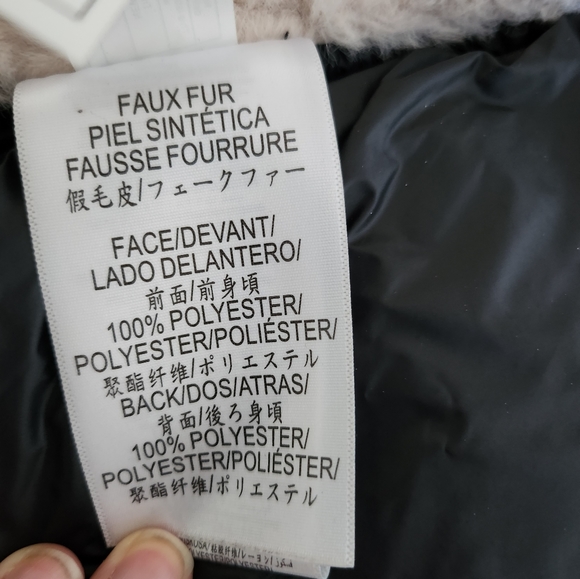 FAUX FUR
PIEL SINTÉTICA
FAUSSE FOURRURE
假毛皮/フェークファー
FACE/DEVANT/
LADO DELANTERO/
前面/前身頃
100% POLYESTER/
POLYESTER/POLIÉSTER/
聚酯纤维/ポリエステル
BACK/DOS/ATRAS/
背面/後ろ身頃
100% POLYESTER/
POLYESTER/POLIÉSTER/
聚酯纤维/ポリエステル